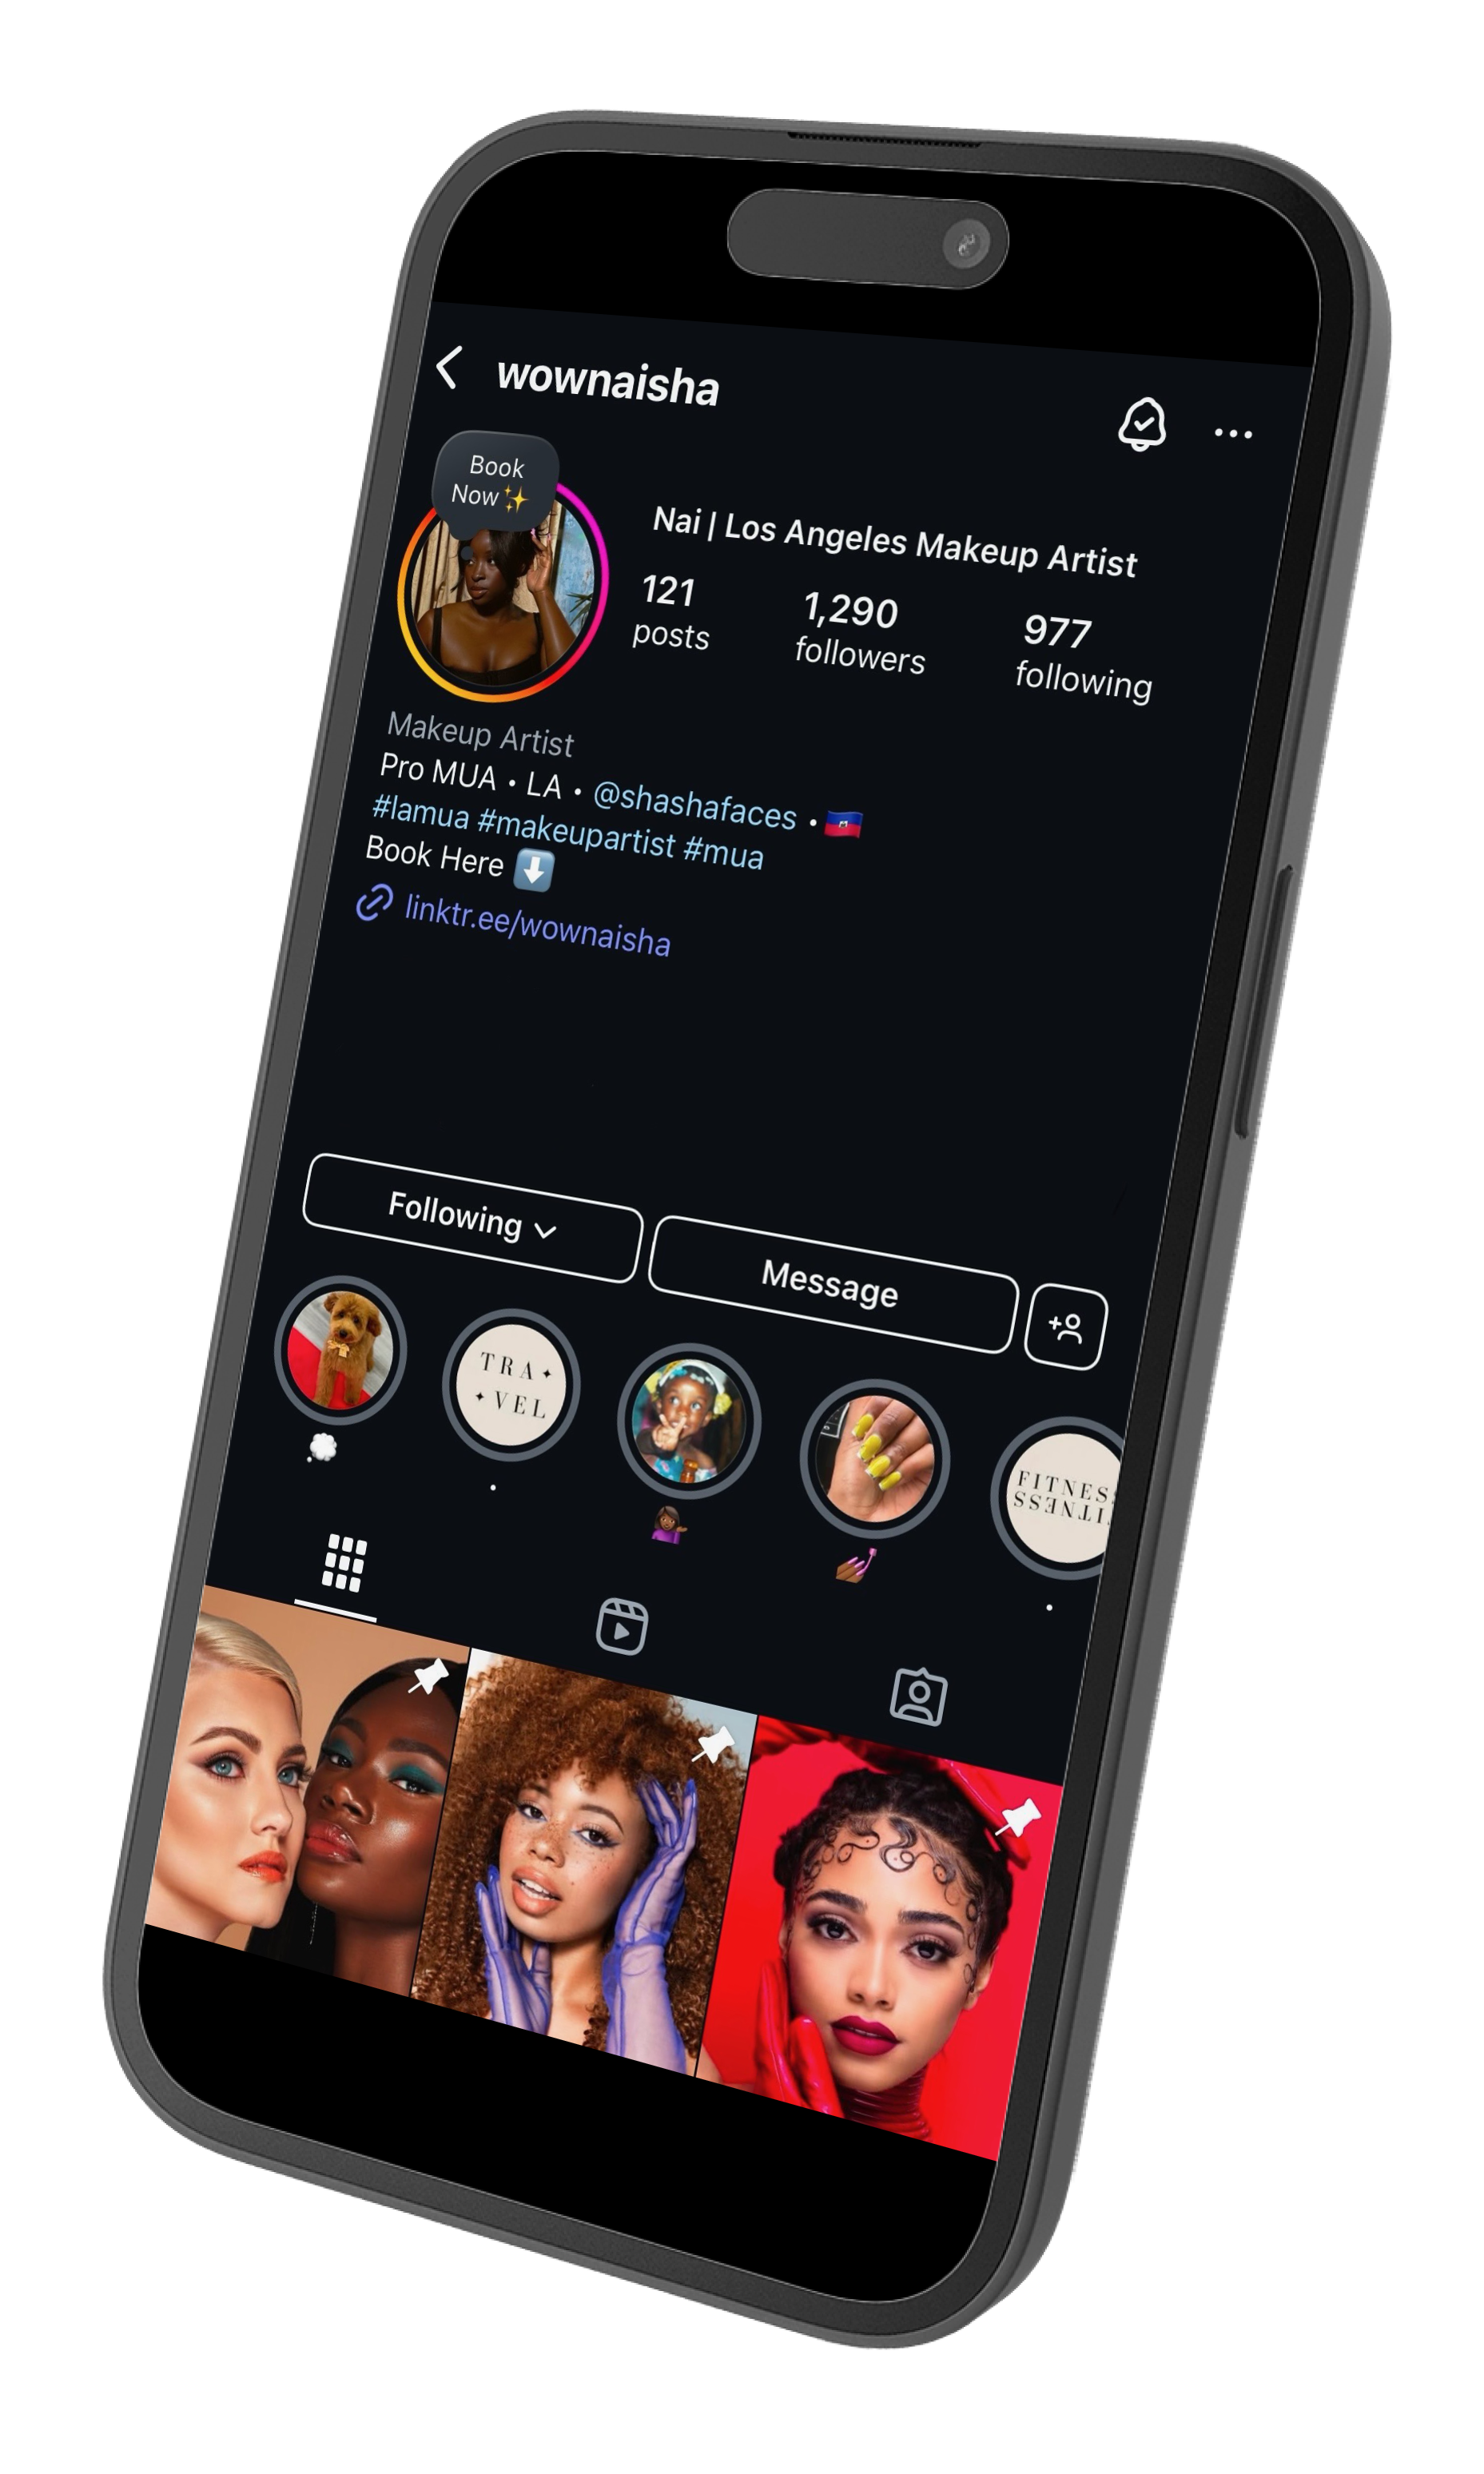 wownaisha
Book
Now ✨
Nai | Los Angeles Makeup Artist
121 1,290 977
posts followers following
Makeup Artist
Pro MUA • LA • @shashafaces • 🇭🇹
#lamua #makeupartist #mua
Book Here ⬇️
linktr.ee/wownaisha
Following
Message
TRA
VEL
FITNESS
FITNESS